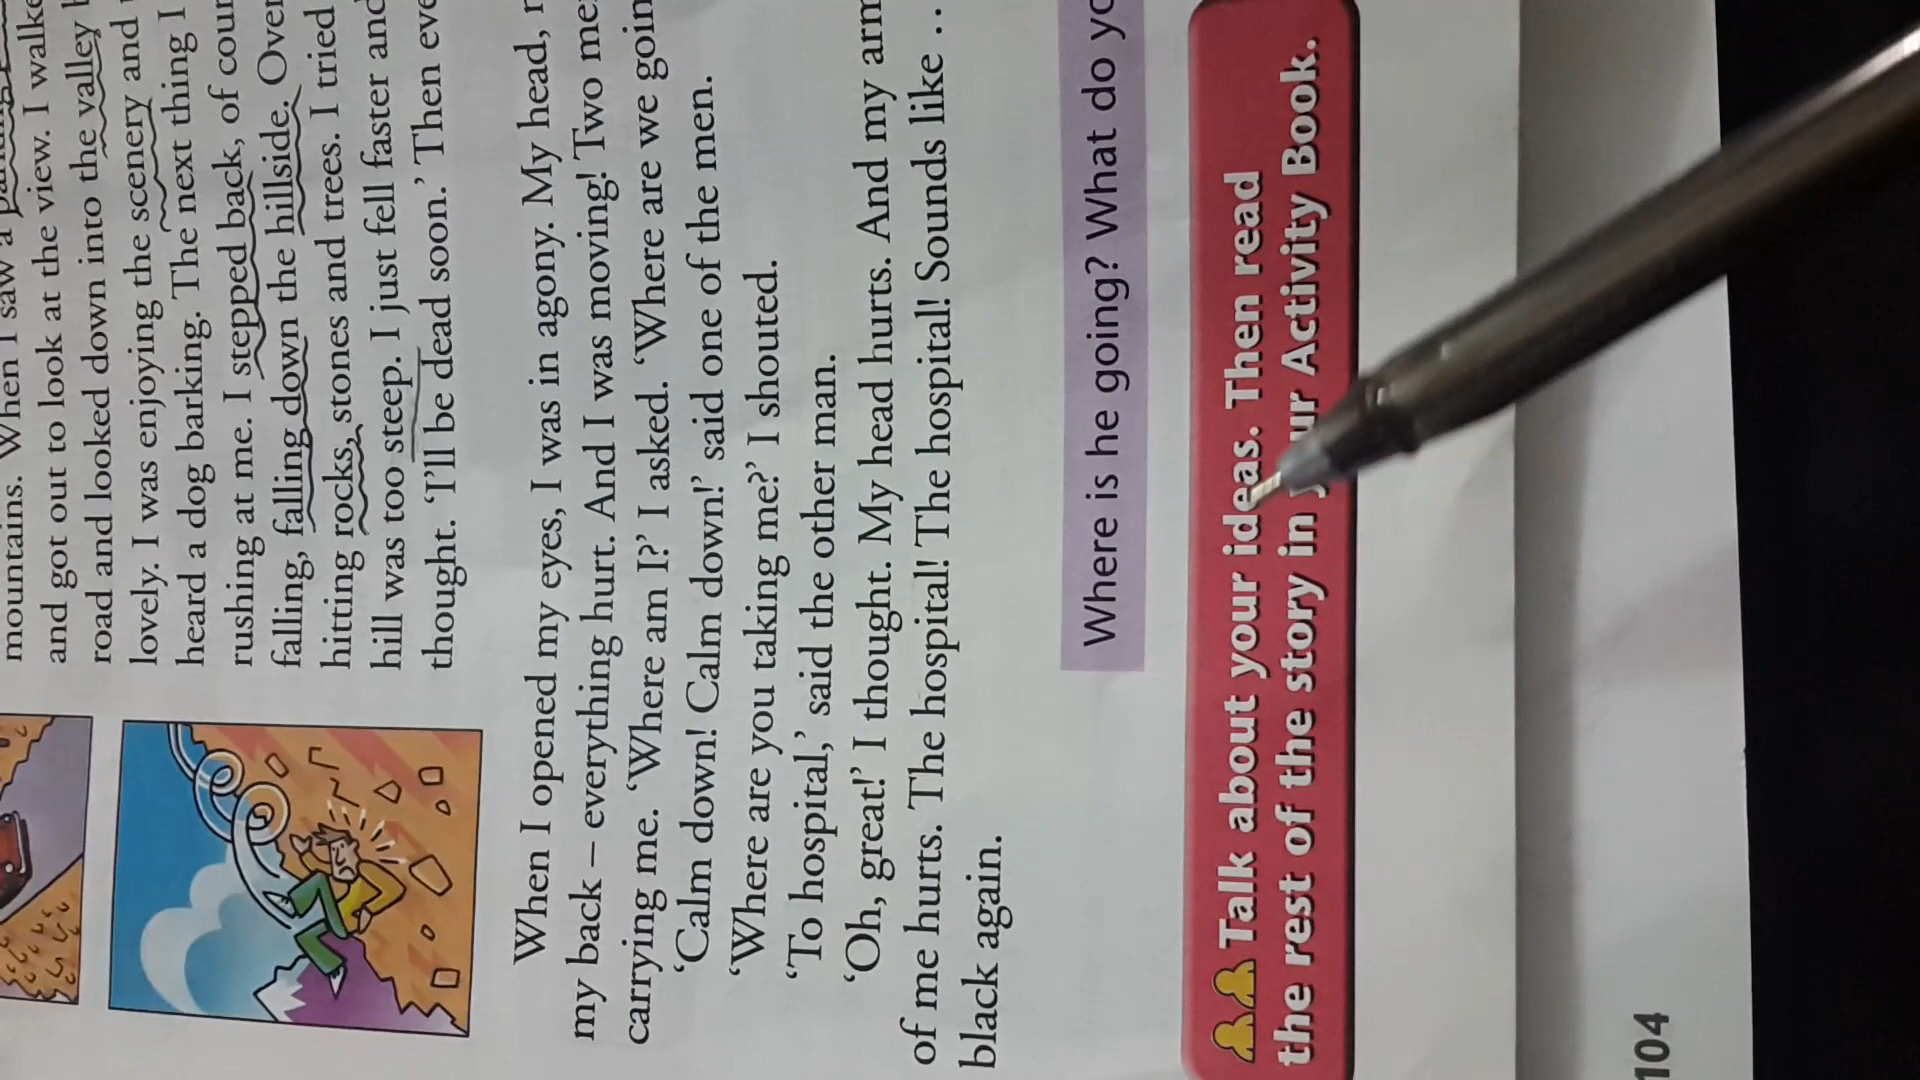 mountains. When I saw a
and got out to look at the view. I walke
road and looked down into the valley
lovely. I was enjoying the scenery and
heard a dog barking. The next thing I
rushing at me. I stepped back, of cour
falling, falling down the hillside. Over
hitting rocks, stones and trees. I tried
hill was too steep. I just fell faster and
thought. ‘I’ll be dead soon.’ Then eve
When I opened my eyes, I was in agony. My head,
my back – everything hurt. And I was moving! Two me
carrying me. ‘Where am I?’ I asked. ‘Where are we goin
‘Calm down! Calm down!’ said one of the men.
‘Where are you taking me?’ I shouted.
‘To hospital,’ said the other man.
‘Oh, great!’ I thought. My head hurts. And my arm
of me hurts. The hospital! The hospital! Sounds like . .
black again.
Where is he going? What do yo
Talk about your ideas. Then read
the rest of the story in your Activity Book.
104